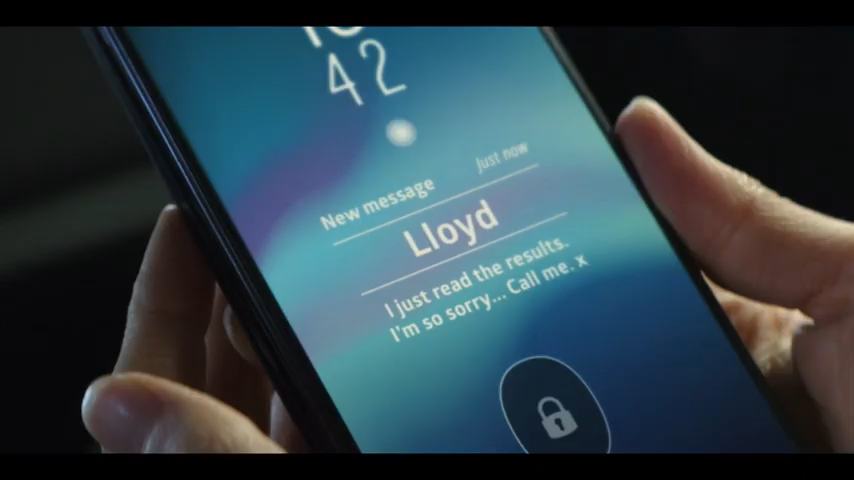 42
New message
Just now
Lloyd
I just read the results.
I'm so sorry... Call me. x